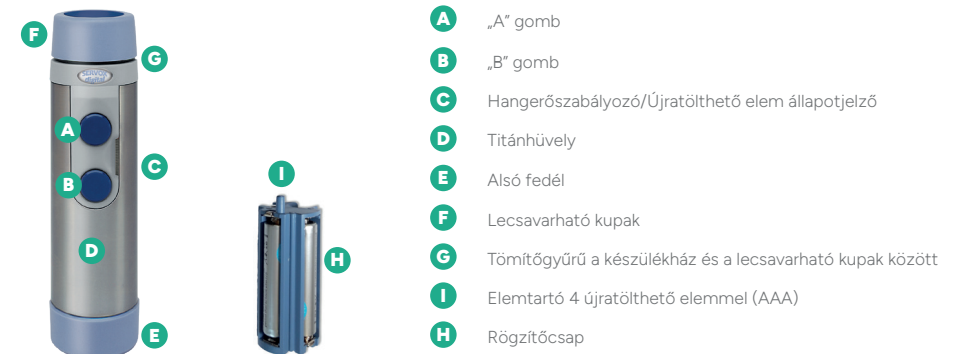 F
G
A
C
B
D
E
I
H
A „A” gomb
B „B” gomb
C Hangerőszabályozó/Újratölthető elem állapotjelző
D Titánhüvely
E Alsó fedél
F Lecsavarható kupak
G Tömítőgyűrű a készülékház és a lecsavarható kupak között
I Elemtartó 4 újratölthető elemmel (AAA)
H Rögzítőcsap